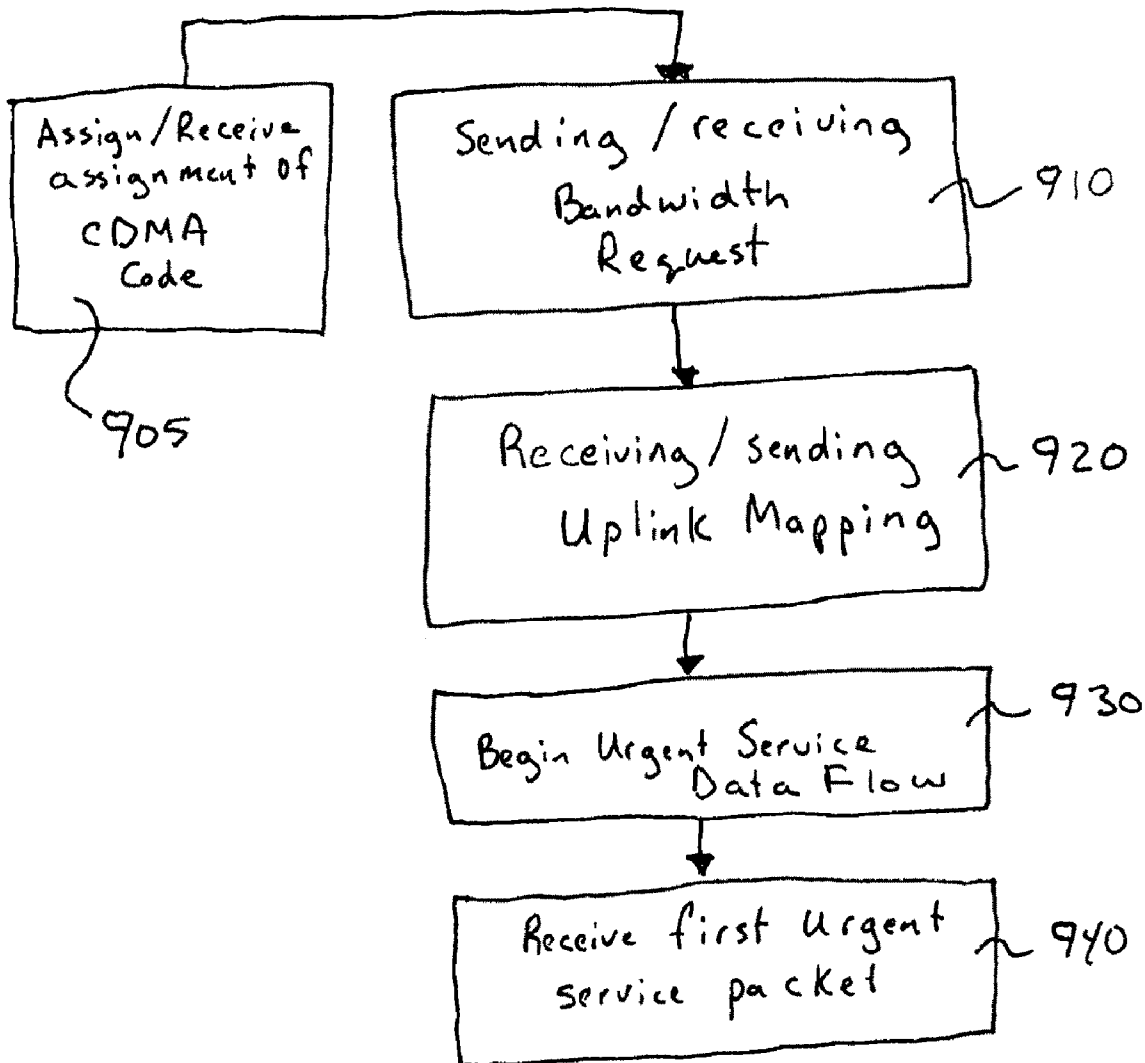 Assign/Receive
assignment of
CDMA
Code
905
Sending/receiving
Bandwidth
Request
910
Receiving/sending
Uplink Mapping
920
Begin Urgent Service
Data Flow
930
Receive first Urgent
service packet
940